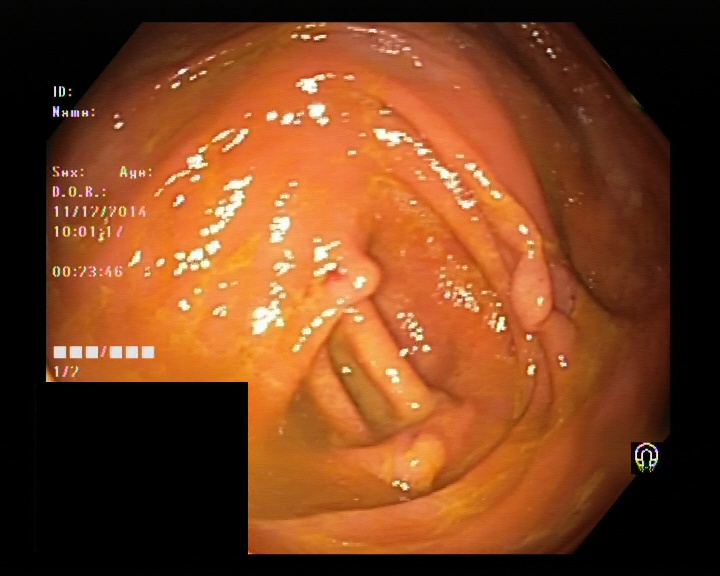 ID:
Name:
Sex: Age:
D.O.B.:
11/12/2014
10:01:17
00:23:46
■■■/■■■
1/2